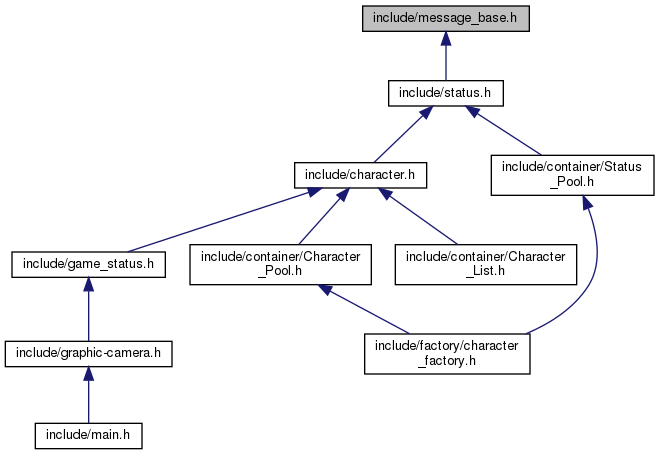 include/message_base.h
include/status.h
include/character.h
include/container/Status
_Pool.h
include/game_status.h
include/container/Character
_Pool.h
include/container/Character
_List.h
include/graphic-camera.h
include/factory/character
_factory.h
include/main.h